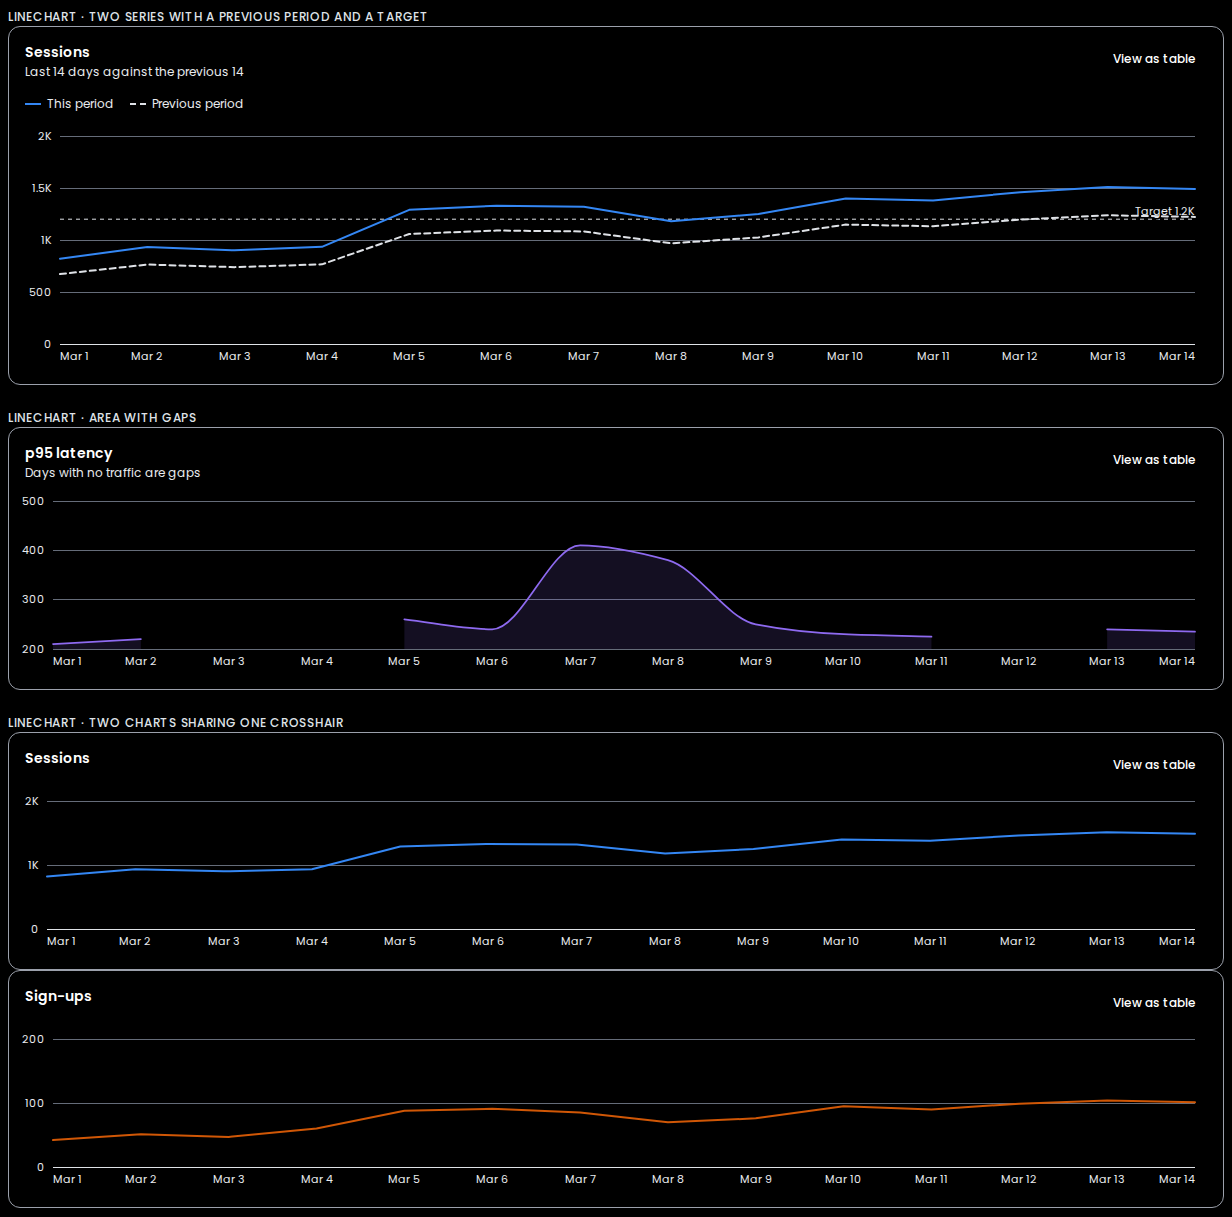 LINECHART · TWO SERIES WITH A PREVIOUS PERIOD AND A TARGET
Sessions
Last 14 days against the previous 14
View as table
This period Previous period
2K
1.5K
Target 1.2K
1K
500
0
Mar 1 Mar 2 Mar 3 Mar 4 Mar 5 Mar 6 Mar 7 Mar 8 Mar 9 Mar 10 Mar 11 Mar 12 Mar 13 Mar 14
LINECHART · AREA WITH GAPS
p95 latency
Days with no traffic are gaps
View as table
500
400
300
200
Mar 1 Mar 2 Mar 3 Mar 4 Mar 5 Mar 6 Mar 7 Mar 8 Mar 9 Mar 10 Mar 11 Mar 12 Mar 13 Mar 14
LINECHART · TWO CHARTS SHARING ONE CROSSHAIR
Sessions
View as table
2K
1K
0
Mar 1 Mar 2 Mar 3 Mar 4 Mar 5 Mar 6 Mar 7 Mar 8 Mar 9 Mar 10 Mar 11 Mar 12 Mar 13 Mar 14
Sign-ups
View as table
200
100
0
Mar 1 Mar 2 Mar 3 Mar 4 Mar 5 Mar 6 Mar 7 Mar 8 Mar 9 Mar 10 Mar 11 Mar 12 Mar 13 Mar 14